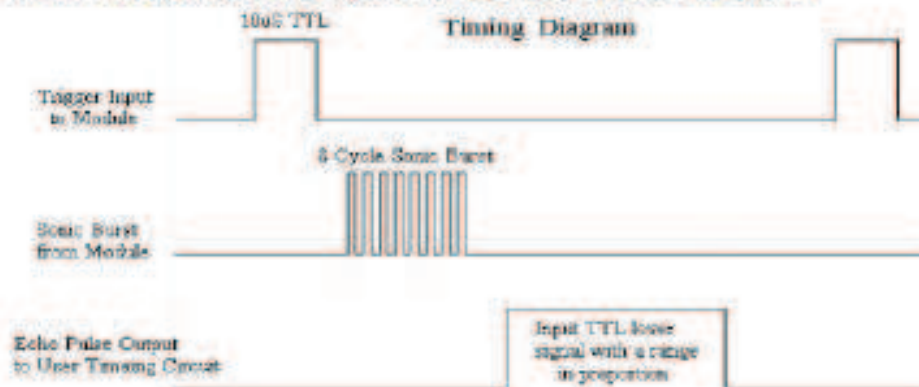 10uS TTL
Timing Diagram
Trigger Input
to Module
8 Cycle Sonic Burst
Sonic Burst
from Module
Echo Pulse Output
to User Timing Circuit
Input TTL lever
signal with a range
in proportion